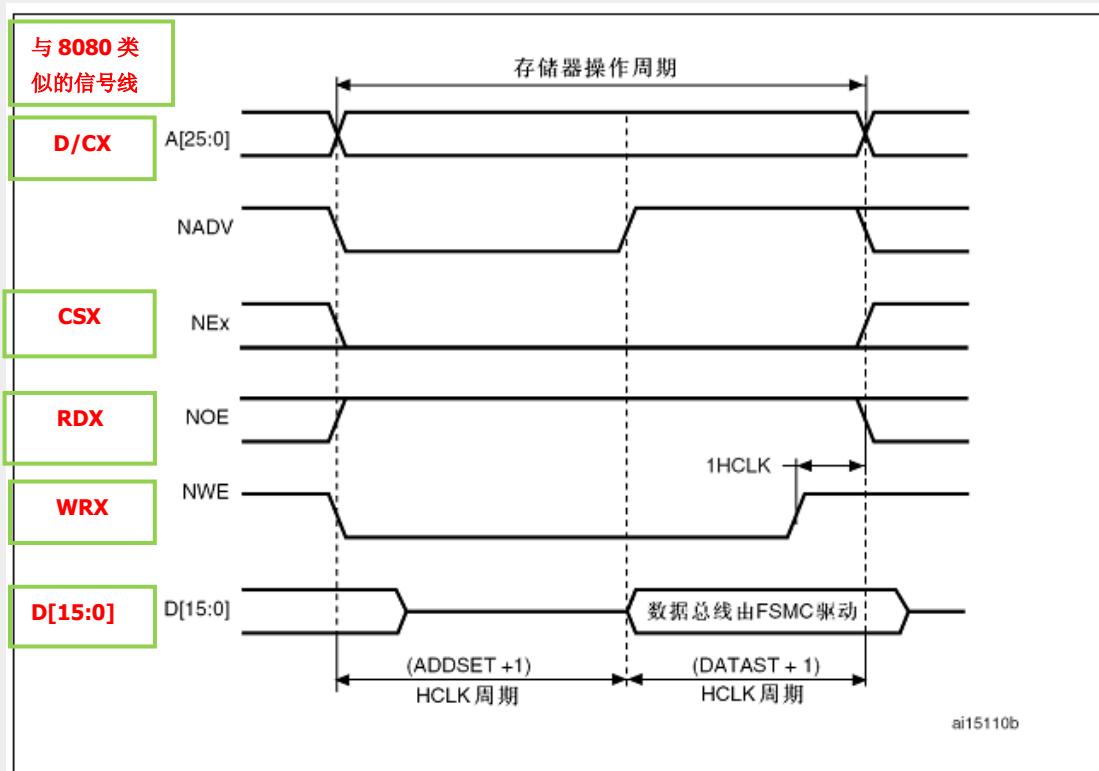 与 8080 类
似的信号线
存储器操作周期
D/CX
A[25:0]
NADV
CSX
NEx
RDX
NOE
1HCLK
WRX
NWE
D[15:0]
D[15:0]
数据总线由FSMC驱动
(ADDSET +1)
HCLK 周期
(DATAST + 1)
HCLK 周期
ai15110b